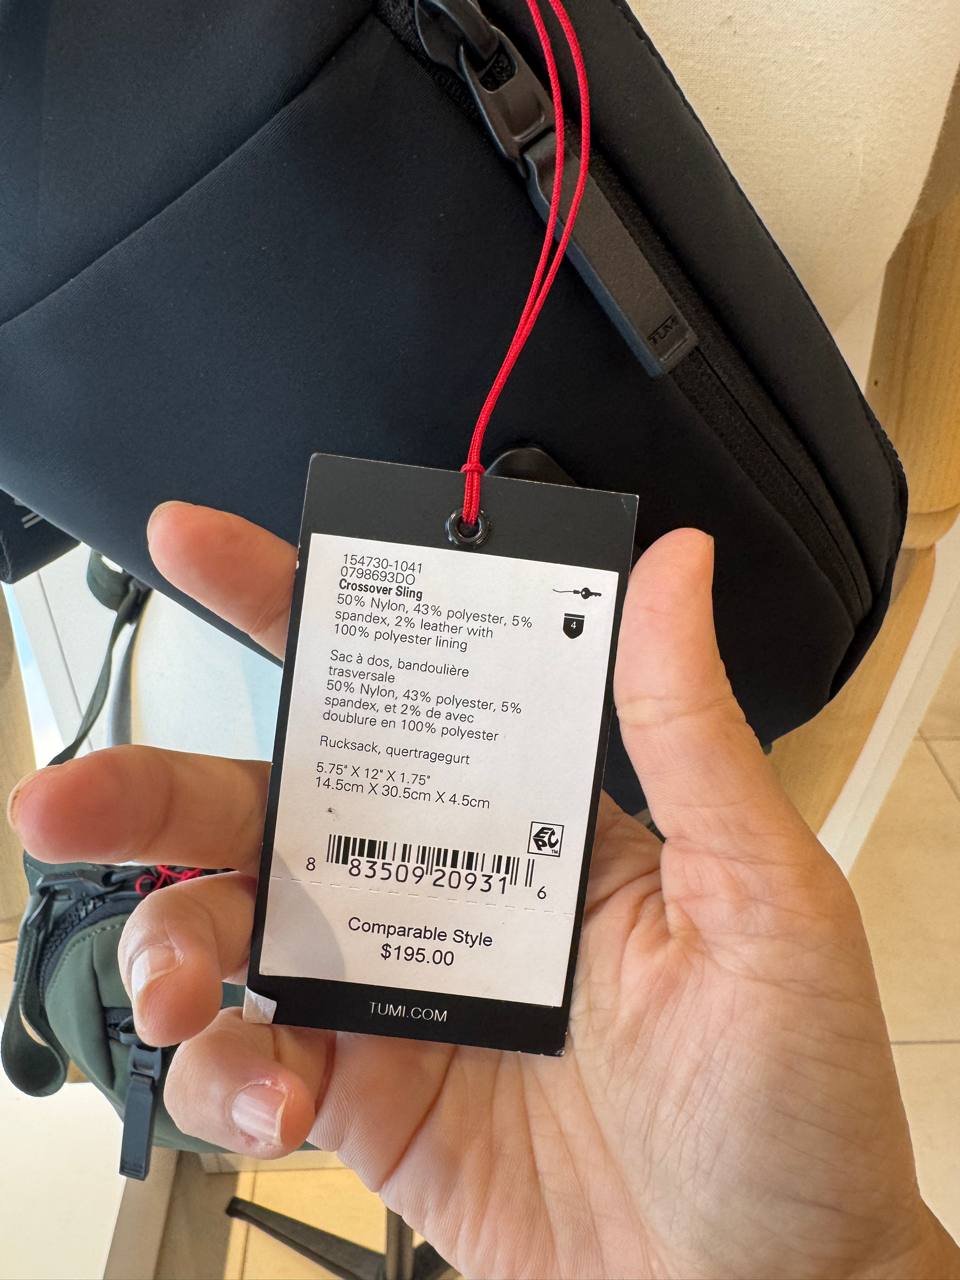 TUMI
154730-1041
0798693DO
Crossover Sling
50% Nylon, 43% polyester, 5%
spandex, 2% leather with
100% polyester lining
4
Sac à dos, bandoulière
trasversale
50% Nylon, 43% polyester, 5%
spandex, et 2% de avec
doublure en 100% polyester
Rucksack, quertragegurt
5.75" X 12" X 1.75"
14.5cm X 30.5cm X 4.5cm
EPC™
8 83509 20931 6
Comparable Style
$195.00
TUMI.COM